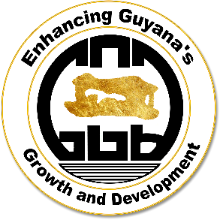 Enhancing Guyana's
Growth and Development